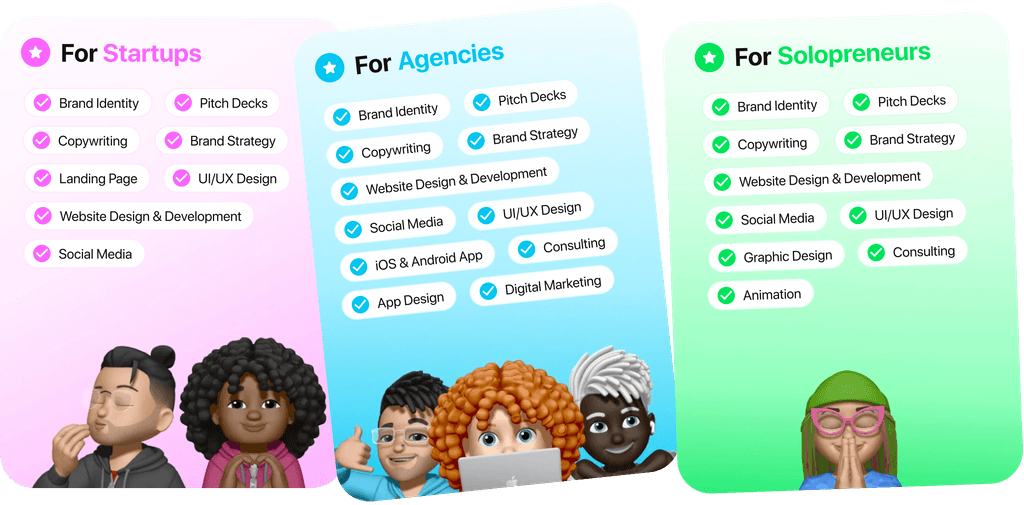 For Startups
Brand Identity
Pitch Decks
Copywriting
Brand Strategy
Landing Page
UI/UX Design
Website Design & Development
Social Media
For Agencies
Brand Identity
Pitch Decks
Copywriting
Brand Strategy
Website Design & Development
Social Media
UI/UX Design
iOS & Android App
Consulting
App Design
Digital Marketing
For Solopreneurs
Brand Identity
Pitch Decks
Copywriting
Brand Strategy
Website Design & Development
Social Media
UI/UX Design
Graphic Design
Consulting
Animation